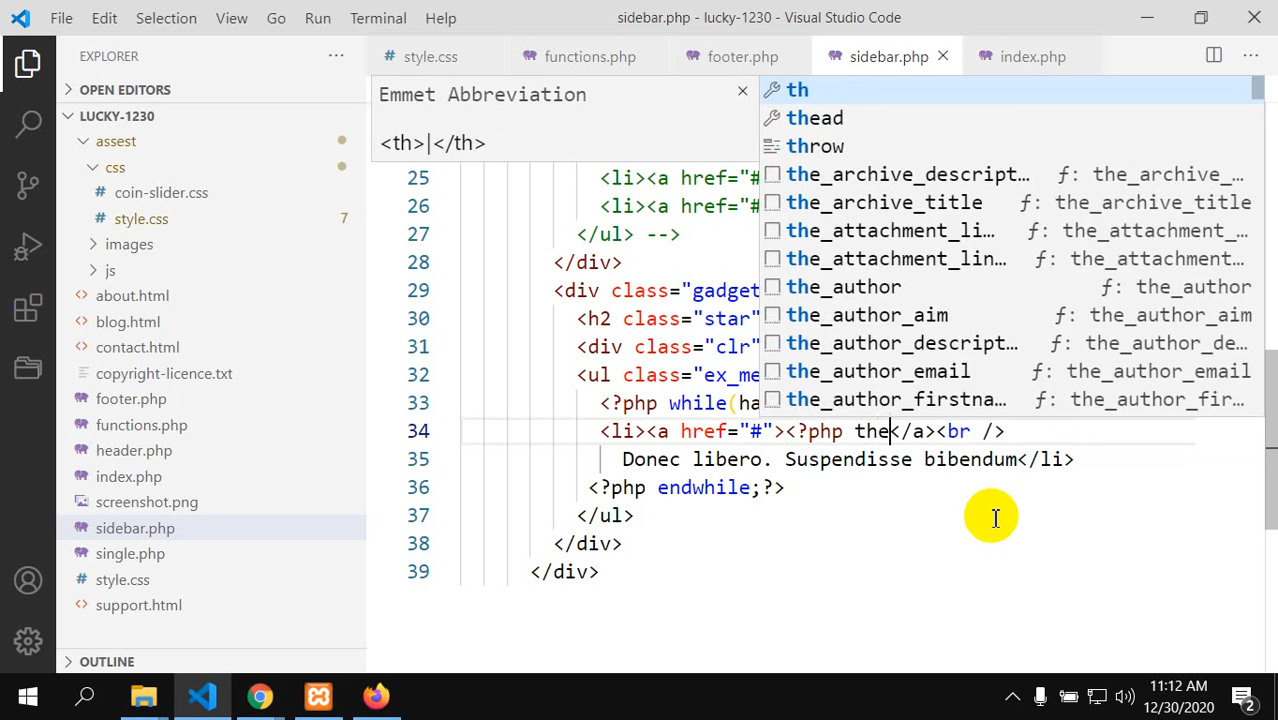 File Edit Selection View Go Run Terminal Help sidebar.php - lucky-1230 - Visual Studio Code
EXPLORER
style.css functions.php footer.php sidebar.php index.php
OPEN EDITORS
LUCKY-1230
assest
css
coin-slider.css
style.css 7
images
js
about.html
blog.html
contact.html
copyright-licence.txt
footer.php
functions.php
header.php
index.php
screenshot.png
sidebar.php
single.php
style.css
support.html
OUTLINE
Emmet Abbreviation
<th>|</th>
th
thead
throw
the_archive_descript… f: the_archive_…
the_archive_title f: the_archive_title
the_attachment_li… f: the_attachment_…
the_attachment_lin… f: the_attachment…
the_author f: the_author
the_author_aim f: the_author_aim
the_author_descript… f: the_author_de…
the_author_email f: the_author_email
the_author_firstna… f: the_author_fir…
25 <li><a href="#
26 <li><a href="#
27 </ul> -->
28 </div>
29 <div class="gadget
30 <h2 class="star"
31 <div class="clr"
32 <ul class="ex_me
33 <?php while(ha
34 <li><a href="#"><?php the</a><br />
35 Donec libero. Suspendisse bibendum</li>
36 <?php endwhile;?>
37 </ul>
38 </div>
39 </div>
11:12 AM
12/30/2020
2